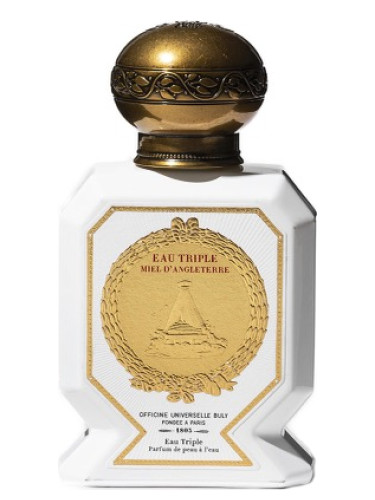 EAU TRIPLE
MIEL D'ANGLETERRE
OFFICINE UNIVERSELLE BULY
FONDÉE A PARIS
1803
Eau Triple
Parfum de peau à l'eau